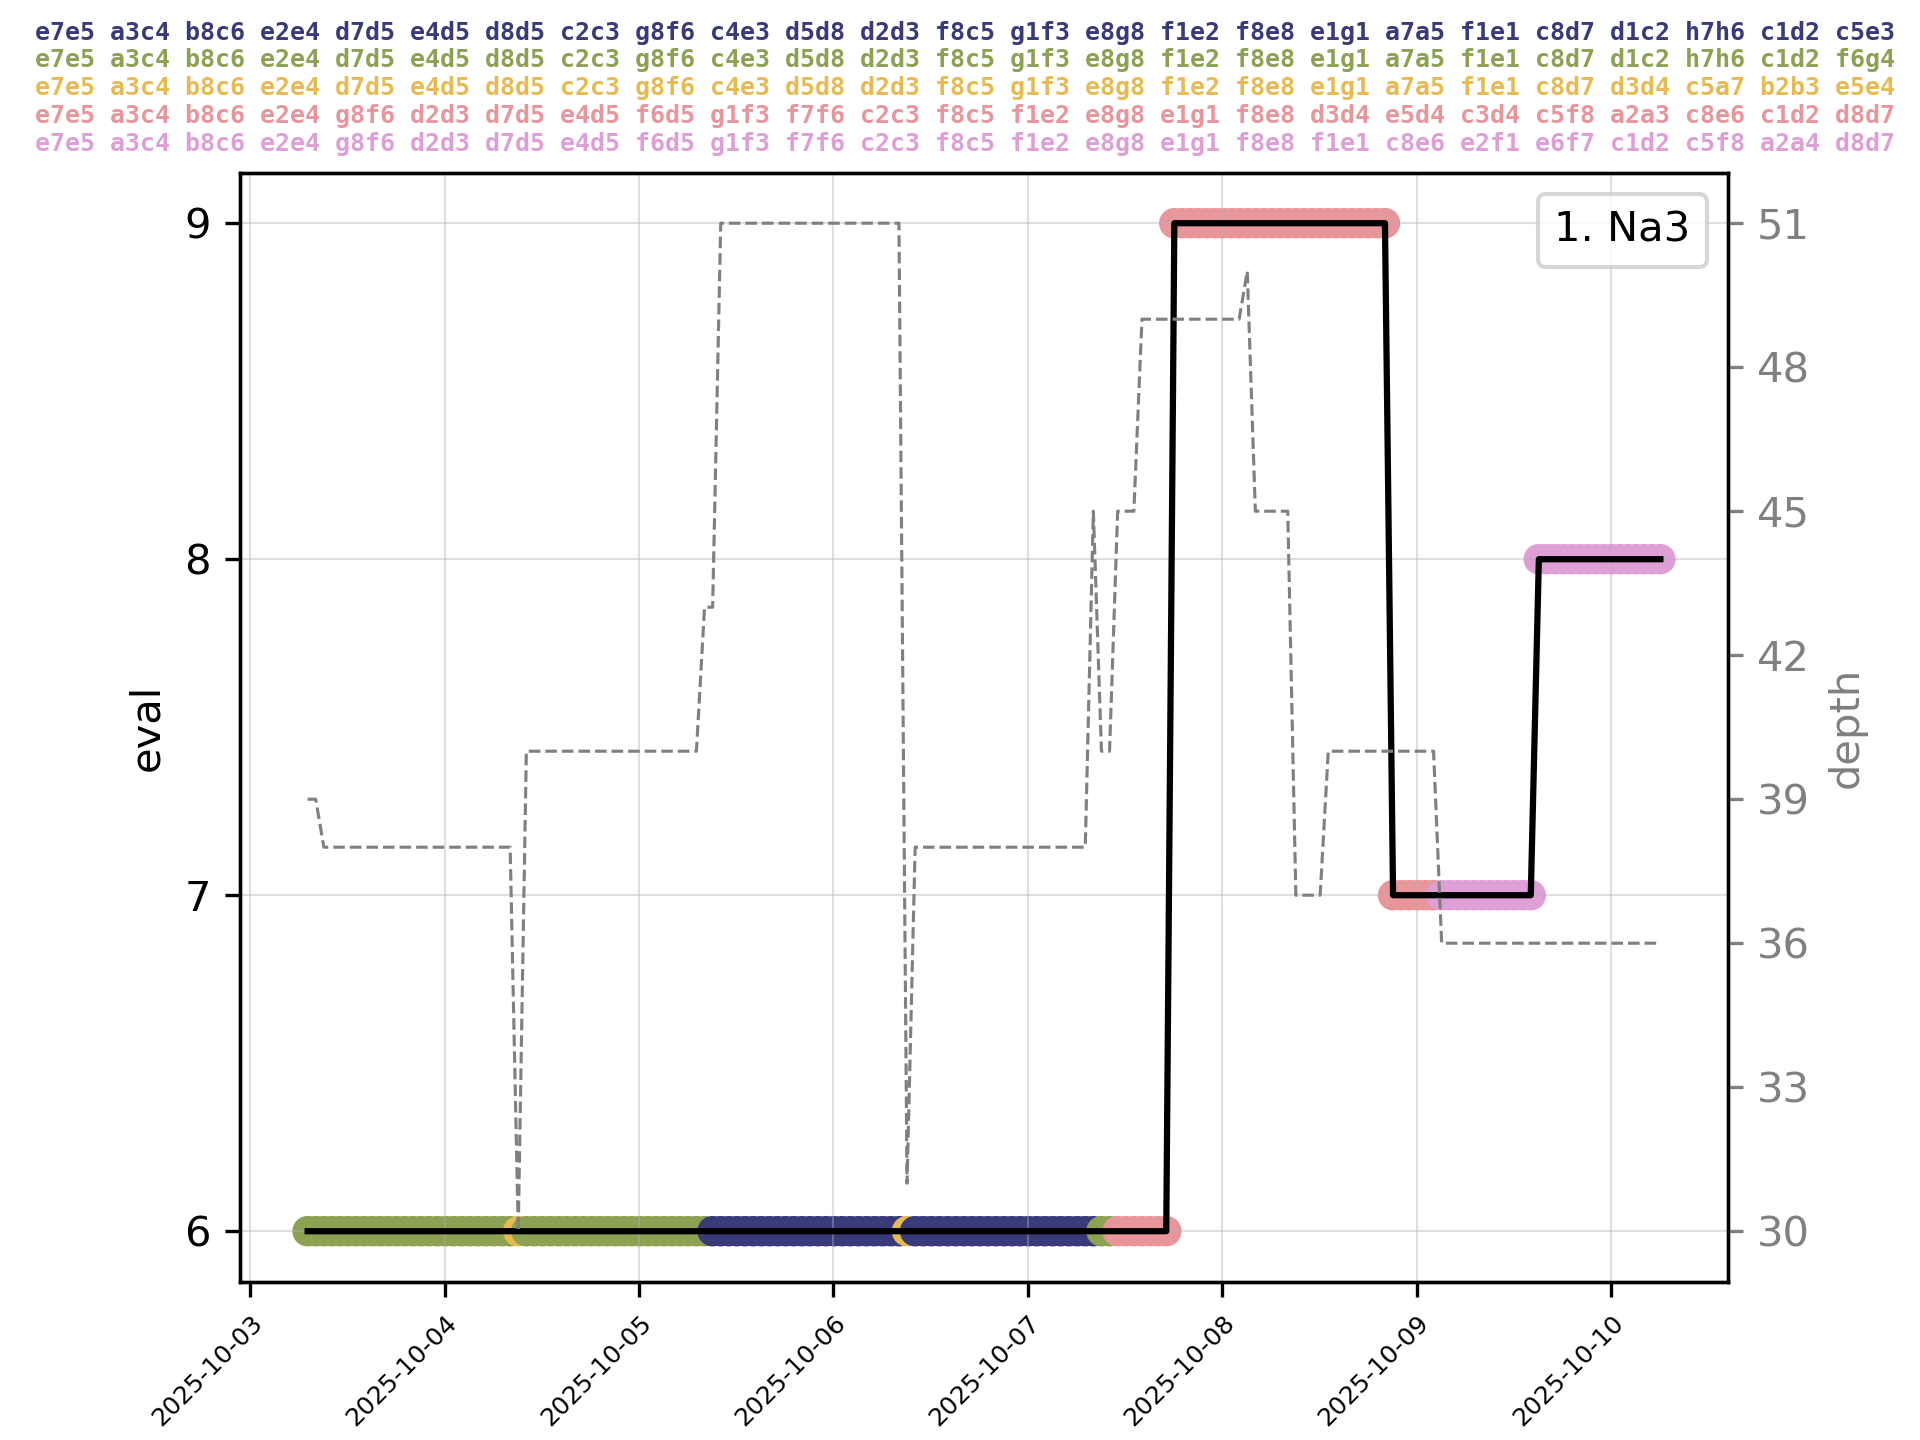 e7e5 a3c4 b8c6 e2e4 d7d5 e4d5 d8d5 c2c3 g8f6 c4e3 d5d8 d2d3 f8c5 g1f3 e8g8 f1e2 f8e8 e1g1 a7a5 f1e1 c8d7 d1c2 h7h6 c1d2 c5e3
e7e5 a3c4 b8c6 e2e4 d7d5 e4d5 d8d5 c2c3 g8f6 c4e3 d5d8 d2d3 f8c5 g1f3 e8g8 f1e2 f8e8 e1g1 a7a5 f1e1 c8d7 d1c2 h7h6 c1d2 f6g4
e7e5 a3c4 b8c6 e2e4 d7d5 e4d5 d8d5 c2c3 g8f6 c4e3 d5d8 d2d3 f8c5 g1f3 e8g8 f1e2 f8e8 e1g1 a7a5 f1e1 c8d7 d3d4 c5a7 b2b3 e5e4
e7e5 a3c4 b8c6 e2e4 g8f6 d2d3 d7d5 e4d5 f6d5 g1f3 f7f6 c2c3 f8c5 f1e2 e8g8 e1g1 f8e8 d3d4 e5d4 c3d4 c5f8 a2a3 c8e6 c1d2 d8d7
e7e5 a3c4 b8c6 e2e4 g8f6 d2d3 d7d5 e4d5 f6d5 g1f3 f7f6 c2c3 f8c5 f1e2 e8g8 e1g1 f8e8 f1e1 c8e6 e2f1 e6f7 c1d2 c5f8 a2a4 d8d7
1. Na3
9
8
7
6
eval
51
48
45
42
39
36
33
30
depth
2025-10-03
2025-10-04
2025-10-05
2025-10-06
2025-10-07
2025-10-08
2025-10-09
2025-10-10